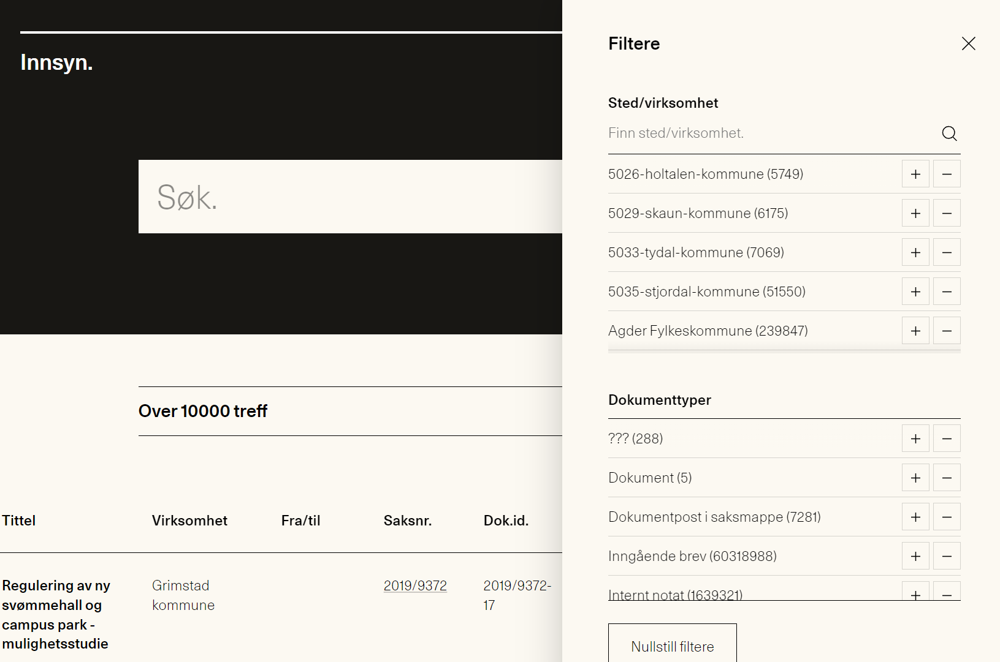 Innsyn.
Søk.
Over 10000 treff
Tittel Virksomhet Fra/til Saksnr. Dok.id.
Regulering av ny
svømmehall og
campus park -
mulighetsstudie
Grimstad
kommune
2019/9372
2019/9372-
17
Filtere
Sted/virksomhet
Finn sted/virksomhet.
5026-holtalen-kommune (5749)
5029-skaun-kommune (6175)
5033-tydal-kommune (7069)
5035-stjordal-kommune (51550)
Agder Fylkeskommune (239847)
Dokumenttyper
??? (288)
Dokument (5)
Dokumentpost i saksmappe (7281)
Inngående brev (60318988)
Internt notat (1639321)
Nullstill filtere